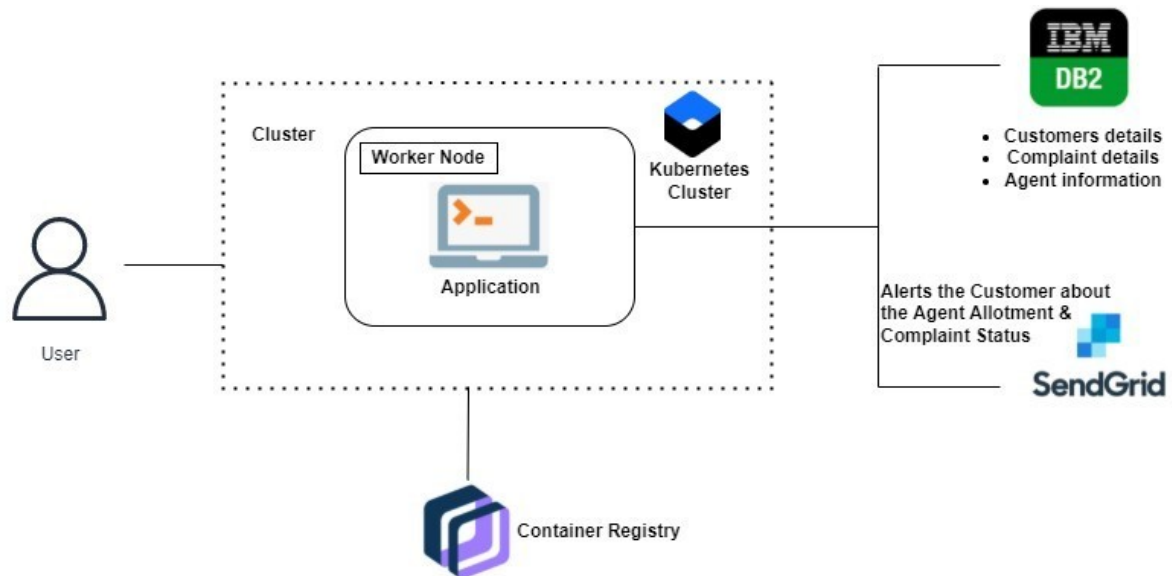 IBM
DB2
Cluster
Worker Node
Kubernetes
Cluster
• Customers details
• Complaint details
• Agent information
Application
User
Alerts the Customer about
the Agent Allotment &
Complaint Status
SendGrid
Container Registry